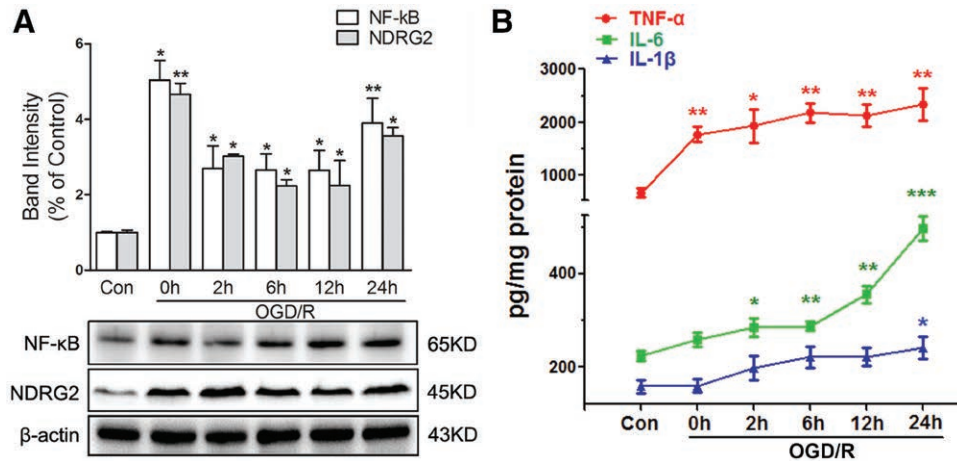 A
NF-kB
NDRG2
Band Intensity
(% of Control)
6
4
2
0
* ** * * * * * * * *
Con 0h 2h 6h 12h 24h
OGD/R
NF-κB 65KD
NDRG2 45KD
β-actin 43KD
B
TNF-α
IL-6
IL-1β
pg/mg protein
3000
2000
1000
400
200
** * ** ** **
* ** ** ***
*
Con 0h 2h 6h 12h 24h
OGD/R